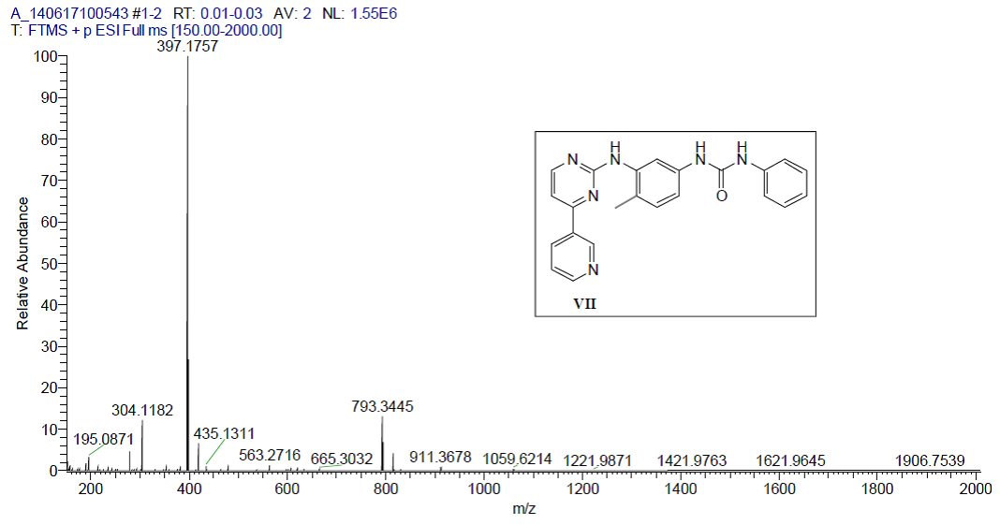 A_140617100543 #1-2 RT: 0.01-0.03 AV: 2 NL: 1.55E6
T: FTMS + p ESI Full ms [150.00-2000.00]
397.1757
100
90
80
70
60
50
40
30
20
10
0
Relative Abundance
304.1182
195.0871
435.1311
563.2716
665.3032
793.3445
911.3678
1059.6214
1221.9871
1421.9763
1621.9645
1906.7539
200 400 600 800 1000 1200 1400 1600 1800 2000
m/z
H H H
N N N N
N O
N
VII